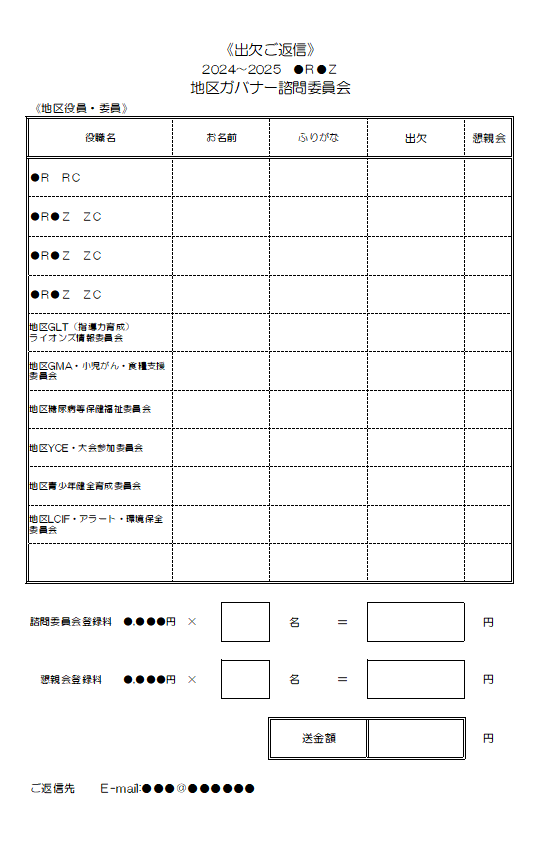 《出欠ご返信》
2024～2025　●R●Z
地区ガバナー諮問委員会
《地区役員・委員》
役職名　お名前　ふりがな　出欠　懇親会
●R　RC
●R●Z　ZC
●R●Z　ZC
●R●Z　ZC
地区GLT（指導力育成）
ライオンズ情報委員会
地区GMA・小児がん・食糧支援
委員会
地区糖尿病等保健福祉委員会
地区YCE・大会参加委員会
地区青少年健全育成委員会
地区LCIF・アラート・環境保全
委員会
諮問委員会登録料　●.●●●円　×　名　＝　円
懇親会登録料　●.●●●円　×　名　＝　円
送金額　円
ご返信先　E-mail:●●●@●●●●●●